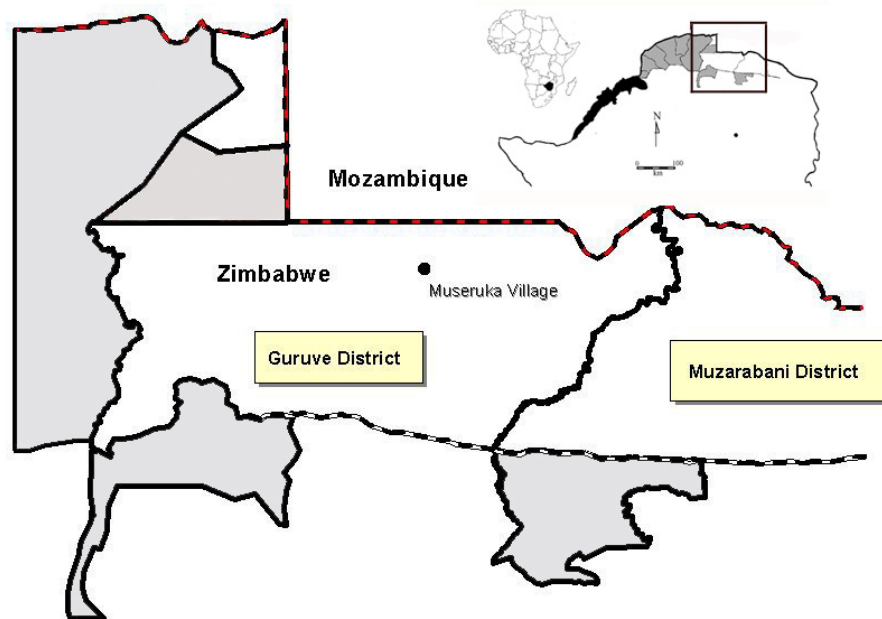 N
0 100
km
Mozambique
Zimbabwe
Museruka Village
Guruve District
Muzarabani District